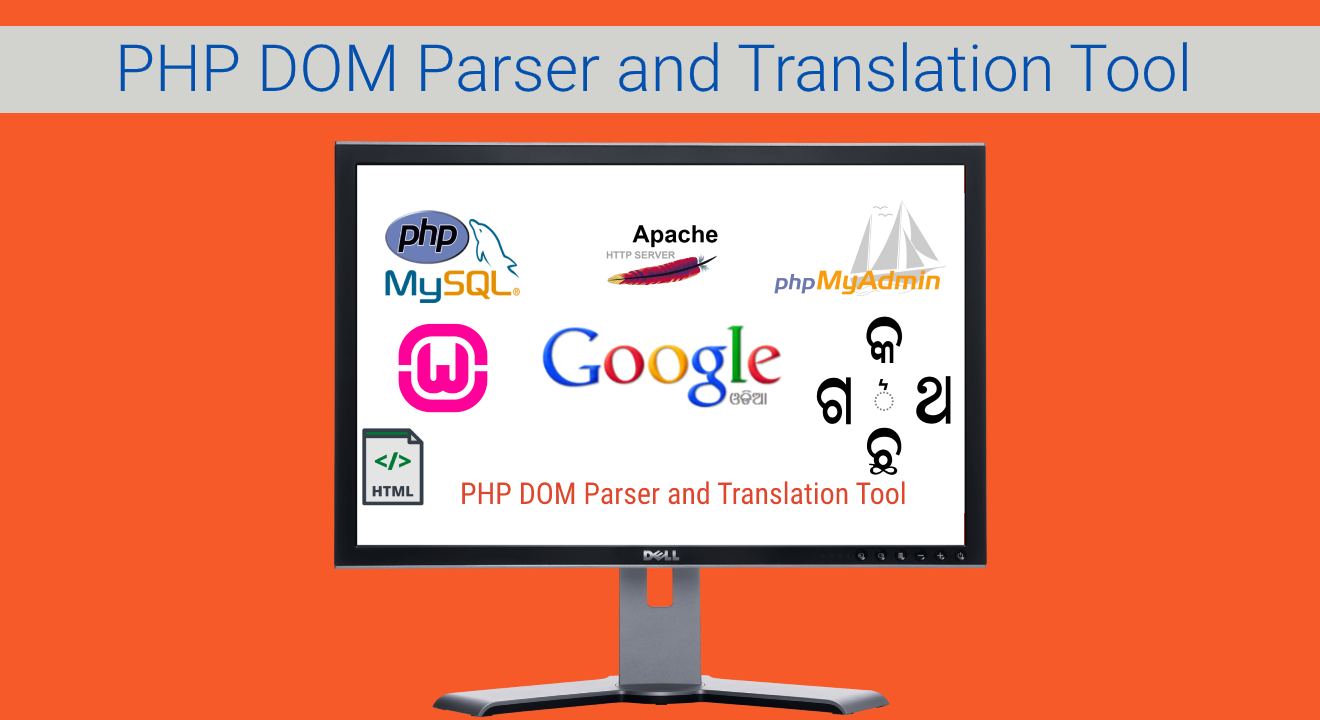 PHP DOM Parser and Translation Tool
php
MySQL®
Apache
HTTP SERVER
phpMyAdmin
W
Google
ଓଡ଼ିଆ
କ
ଗ
ଥ
ଛ
</>
HTML
PHP DOM Parser and Translation Tool
DELL